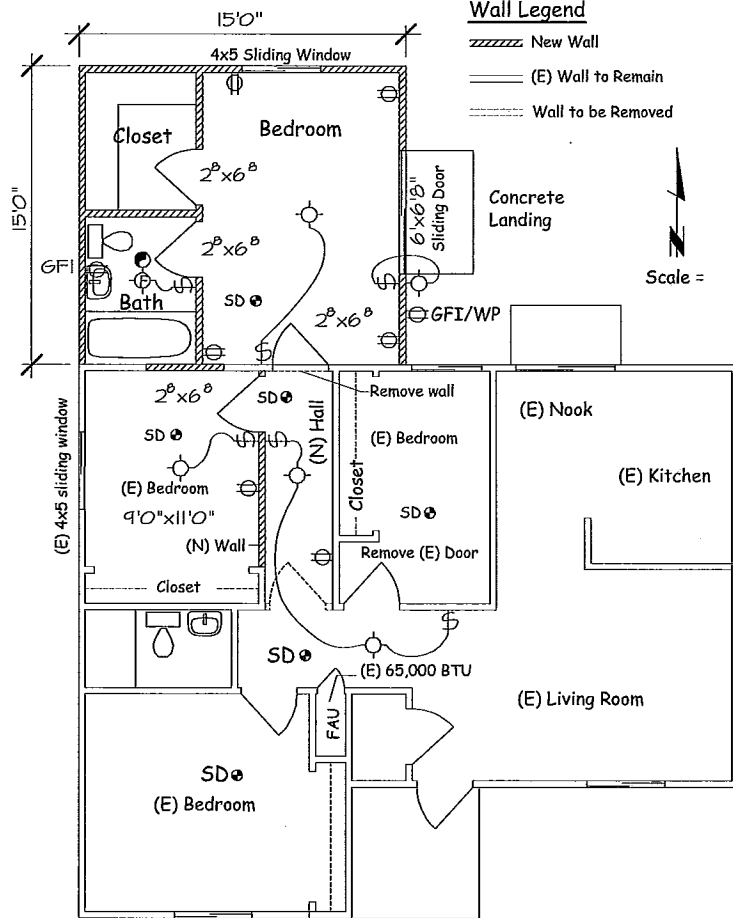 15'0"
Wall Legend
4x5 Sliding Window
New Wall
(E) Wall to Remain
Wall to be Removed
Closet
Bedroom
2⁸x6⁸
6'x6'8"
Sliding Door
Concrete
Landing
N
15'0"
2⁸x6⁸
GFI
F
S
S
Scale =
Bath
SD
2⁸x6⁸
GFI/WP
S
2⁸x6⁸
SD
Remove wall
(N) Hall
(E) Nook
SD
S
S
(E) Bedroom
(E) 4x5 sliding window
(E) Kitchen
(E) Bedroom
Closet
9'0"x11'0"
SD
(N) Wall
Remove (E) Door
Closet
S
SD
(E) 65,000 BTU
(E) Living Room
FAU
SD
(E) Bedroom